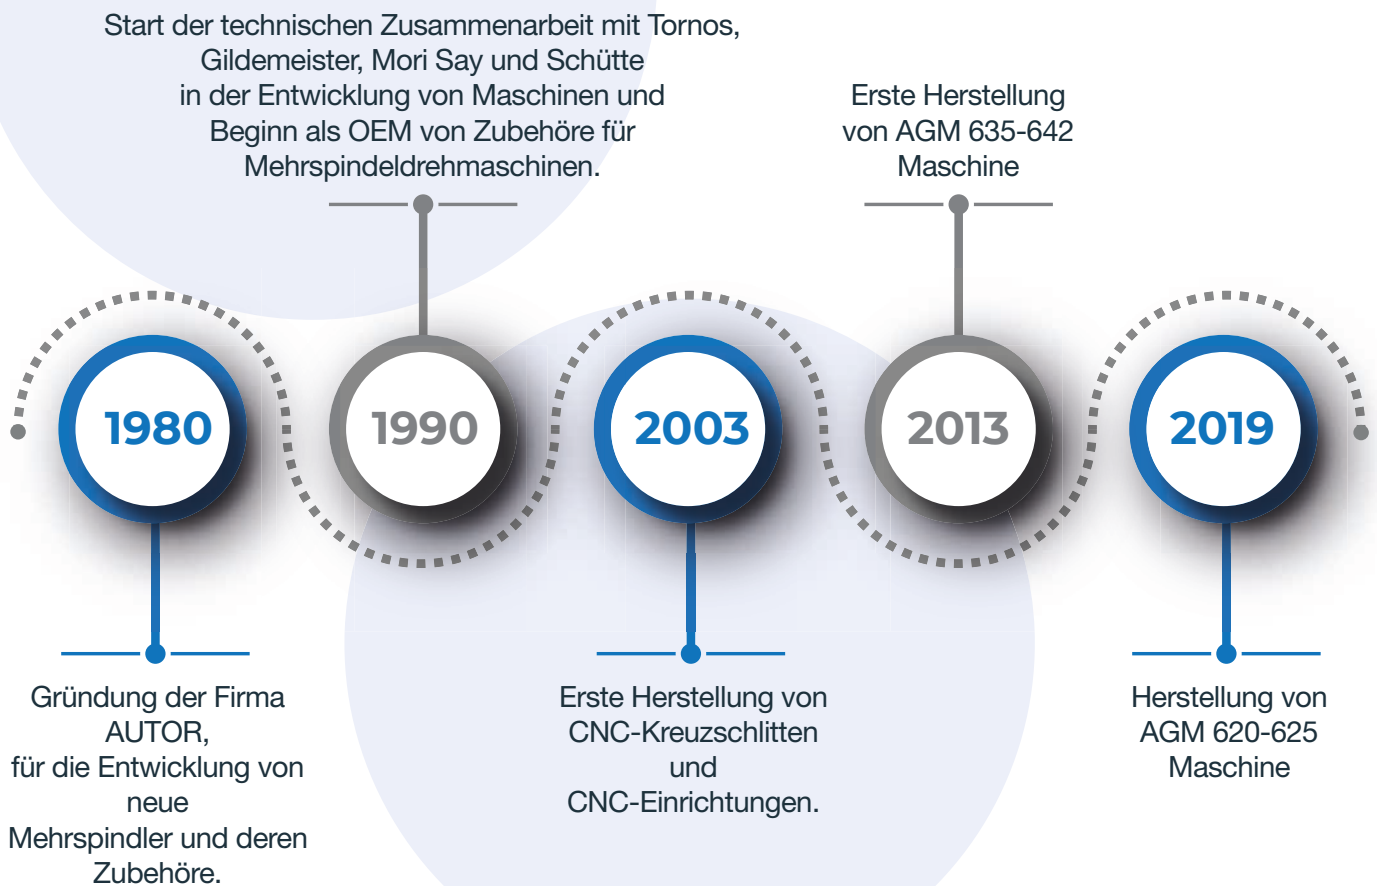 Start der technischen Zusammenarbeit mit Tornos,
Gildemeister, Mori Say und Schütte
in der Entwicklung von Maschinen und
Beginn als OEM von Zubehöre für
Mehrspindeldrehmaschinen.
Erste Herstellung
von AGM 635-642
Maschine
1980
1990
2003
2013
2019
Gründung der Firma
AUTOR,
für die Entwicklung von
neue
Mehrspindler und deren
Zubehöre.
Erste Herstellung von
CNC-Kreuzschlitten
und
CNC-Einrichtungen.
Herstellung von
AGM 620-625
Maschine